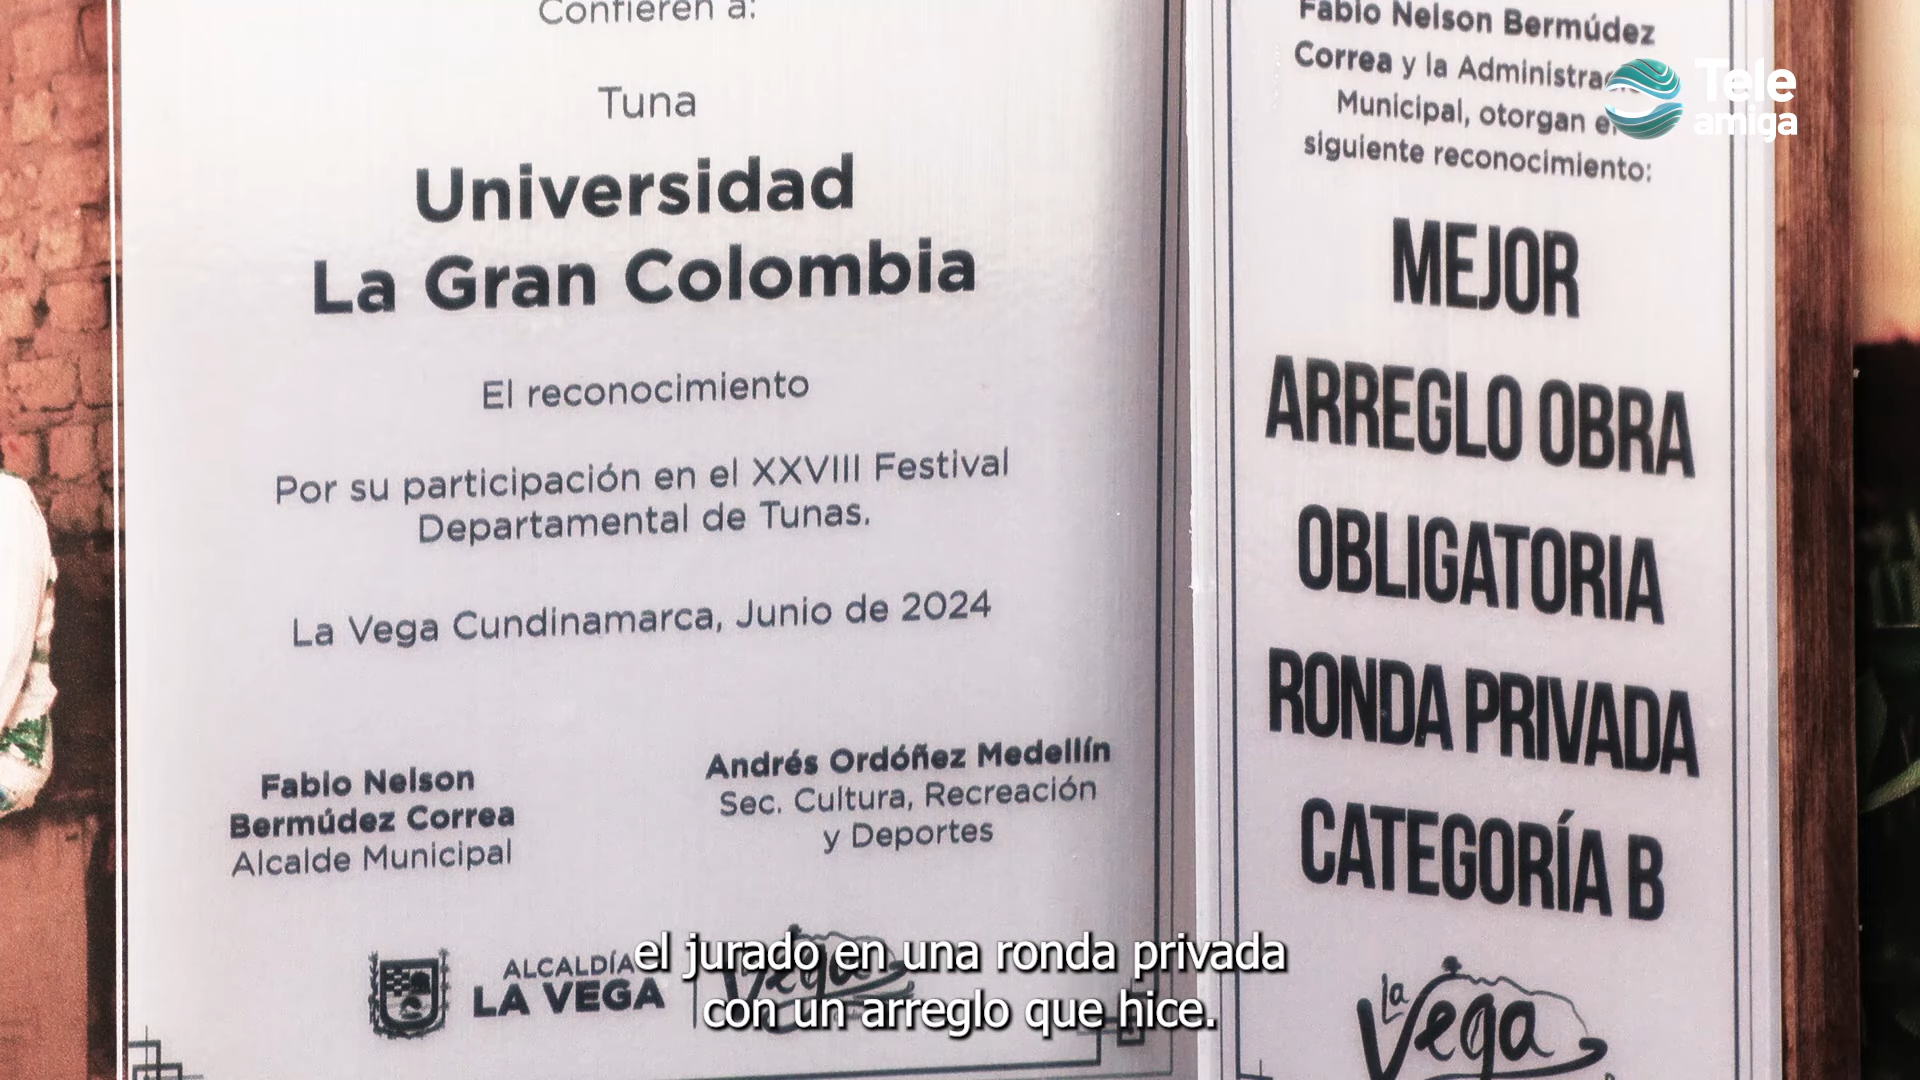 Confieren a:
Tuna
Universidad
La Gran Colombia
El reconocimiento
Por su participación en el XXVIII Festival
Departamental de Tunas.
La Vega Cundinamarca, Junio de 2024
Fabio Nelson
Bermúdez Correa
Alcalde Municipal
Andrés Ordóñez Medellín
Sec. Cultura, Recreación
y Deportes
ALCALDÍA
LA VEGA
Vega
Fabio Nelson Bermúdez
Correa y la
Municipal, otorgan el
siguiente reconocimiento:
MEJOR
ARREGLO OBRA
OBLIGATORIA
RONDA PRIVADA
CATEGORÍA B
La
Vega
Tele
amiga
el jurado en una ronda privada
con un arreglo que hice.